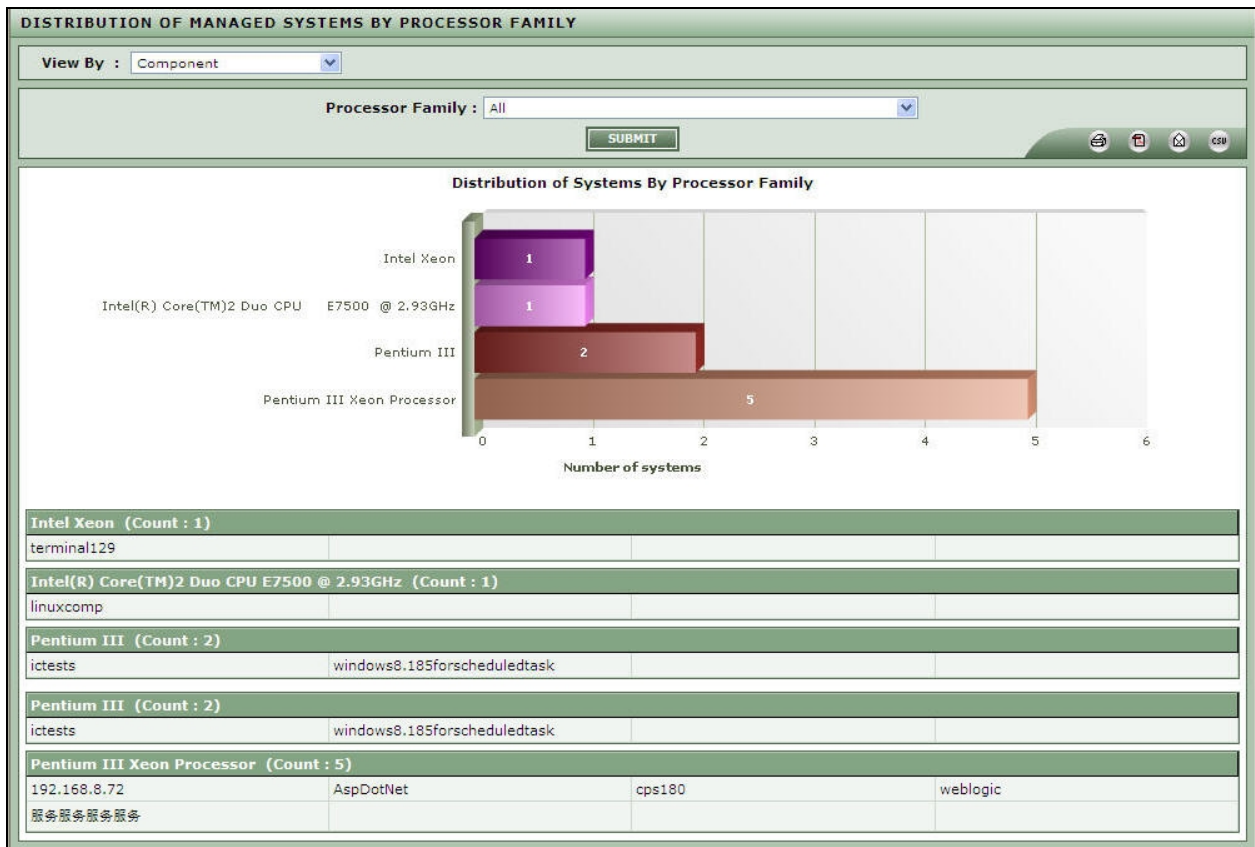 DISTRIBUTION OF MANAGED SYSTEMS BY PROCESSOR FAMILY
View By : Component
Processor Family : All
SUBMIT
CSV
Distribution of Systems By Processor Family
Intel Xeon 1
Intel(R) Core(TM)2 Duo CPU E7500 @ 2.93GHz 1
Pentium III 2
Pentium III Xeon Processor 5
0 1 2 3 4 5 6
Number of systems
Intel Xeon (Count : 1)
terminal129
Intel(R) Core(TM)2 Duo CPU E7500 @ 2.93GHz (Count : 1)
linuxcomp
Pentium III (Count : 2)
ictests windows8.185forscheduledtask
Pentium III (Count : 2)
ictests windows8.185forscheduledtask
Pentium III Xeon Processor (Count : 5)
192.168.8.72 AspDotNet cps180 weblogic
服务服务服务服务